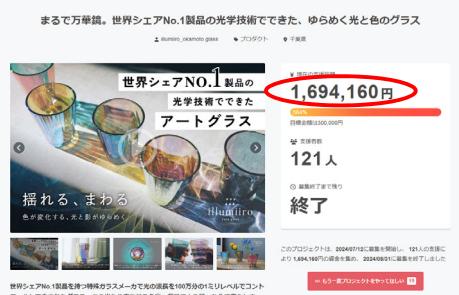 まるで万華鏡。世界シェアNo.1製品の光学技術でできた、ゆらめく光と色のグラス
illumiiro_okamoto glass プロダクト 千葉県
世界シェアNO.1製品の
光学技術でできた
アートグラス
揺れる、まわる
色が変化する、光と影がゆらめく
illumiiro
現在の支援総額
1,694,160円
目標金額は300,000円
支援者数
121人
募集終了まで残り
終了
このプロジェクトは、2024/07/12に募集を開始し、121人の支援に
より1,694,160円の資金を集め、2024/08/31に募集を終了しました
もう一度プロジェクトをやってほしい
世界シェアNo.1製品を持つ特殊ガラスメーカで光の波長を100万分の1ミリレベルでコント